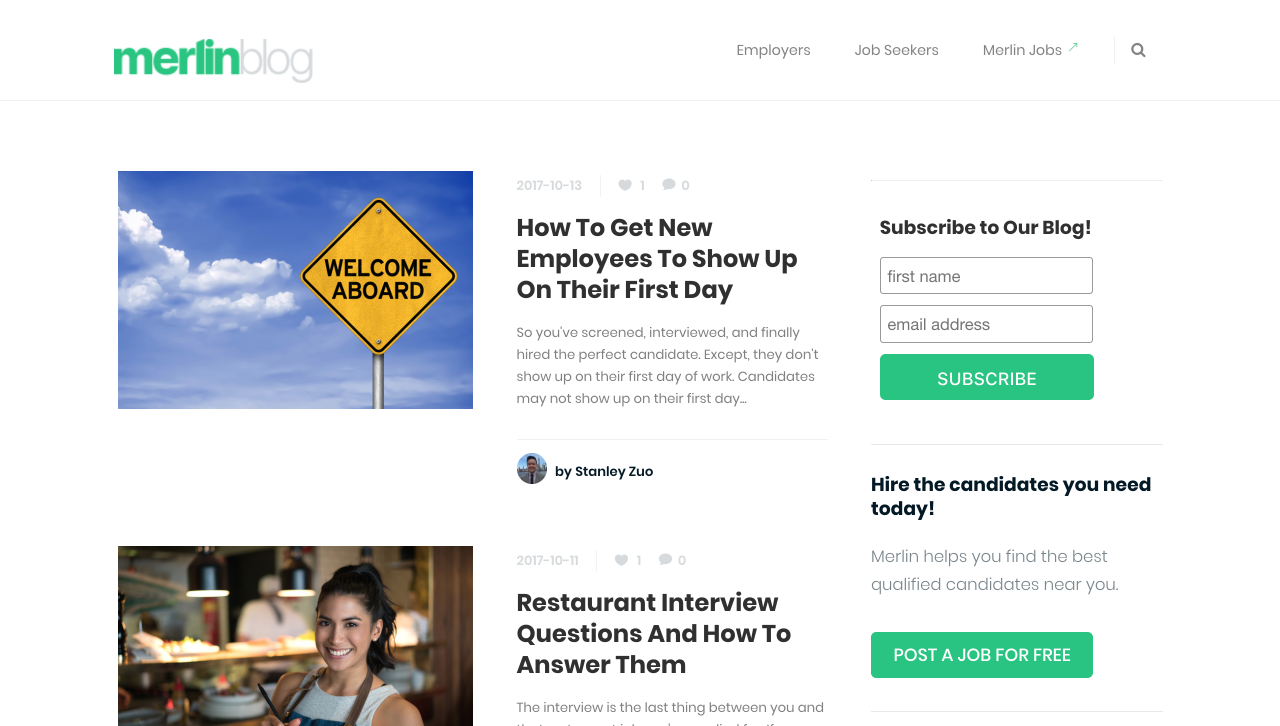 merlinblog
Employers
Job Seekers
Merlin Jobs
WELCOME
ABOARD
2017-10-13
1
0
How To Get New
Employees To Show Up
On Their First Day
So you've screened, interviewed, and finally
hired the perfect candidate. Except, they don't
show up on their first day of work. Candidates
may not show up on their first day...
by Stanley Zuo
2017-10-11
1
0
Restaurant Interview
Questions And How To
Answer Them
The interview is the last thing between you and
Subscribe to Our Blog!
first name
email address
SUBSCRIBE
Hire the candidates you need
today!
Merlin helps you find the best
qualified candidates near you.
POST A JOB FOR FREE